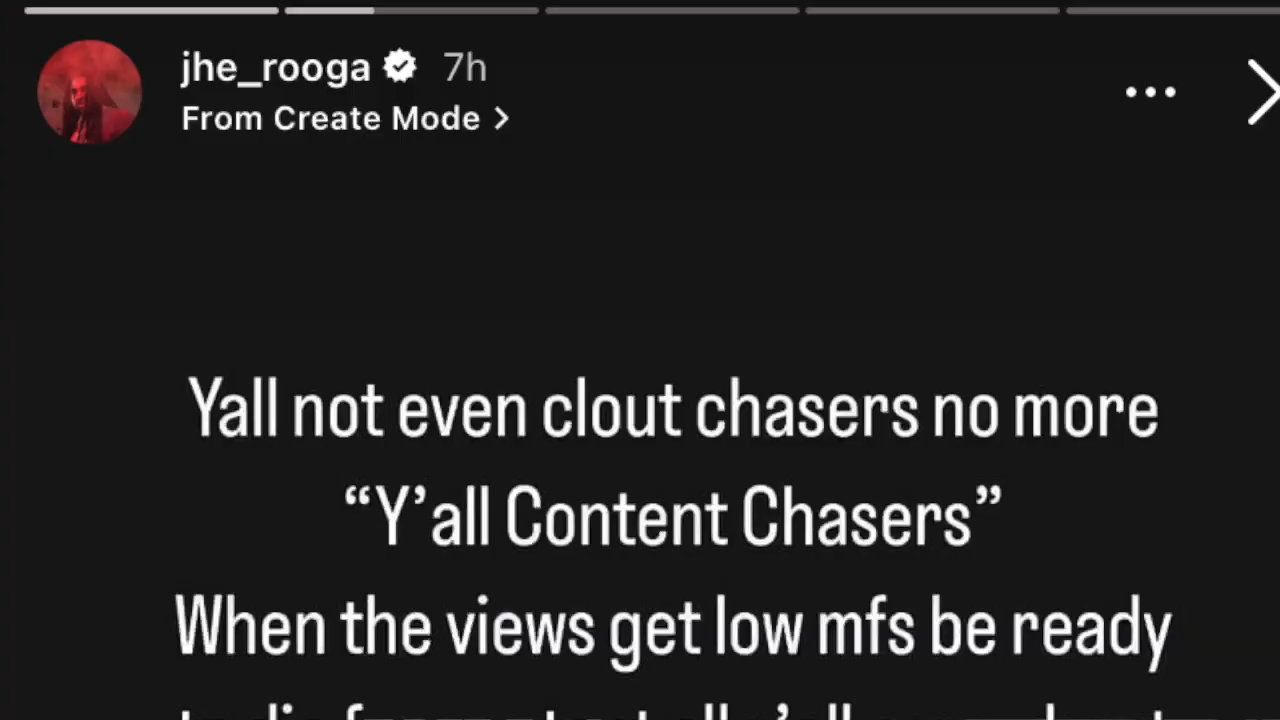 jhe_rooga 7h
From Create Mode >
Yall not even clout chasers no more
“Y’all Content Chasers”
When the views get low mfs be ready